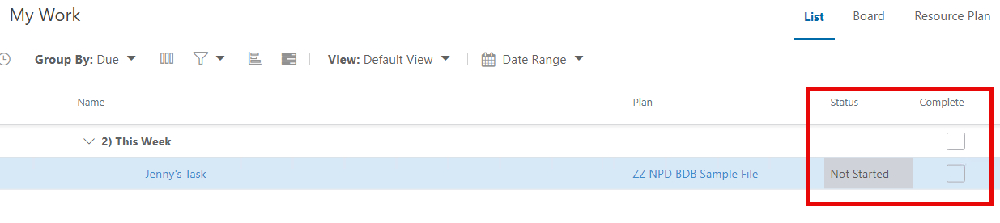 My Work
List Board Resource Plan
Group By: Due View: Default View Date Range
Name Plan Status Complete
2) This Week
Jenny's Task ZZ NPD BDB Sample File Not Started